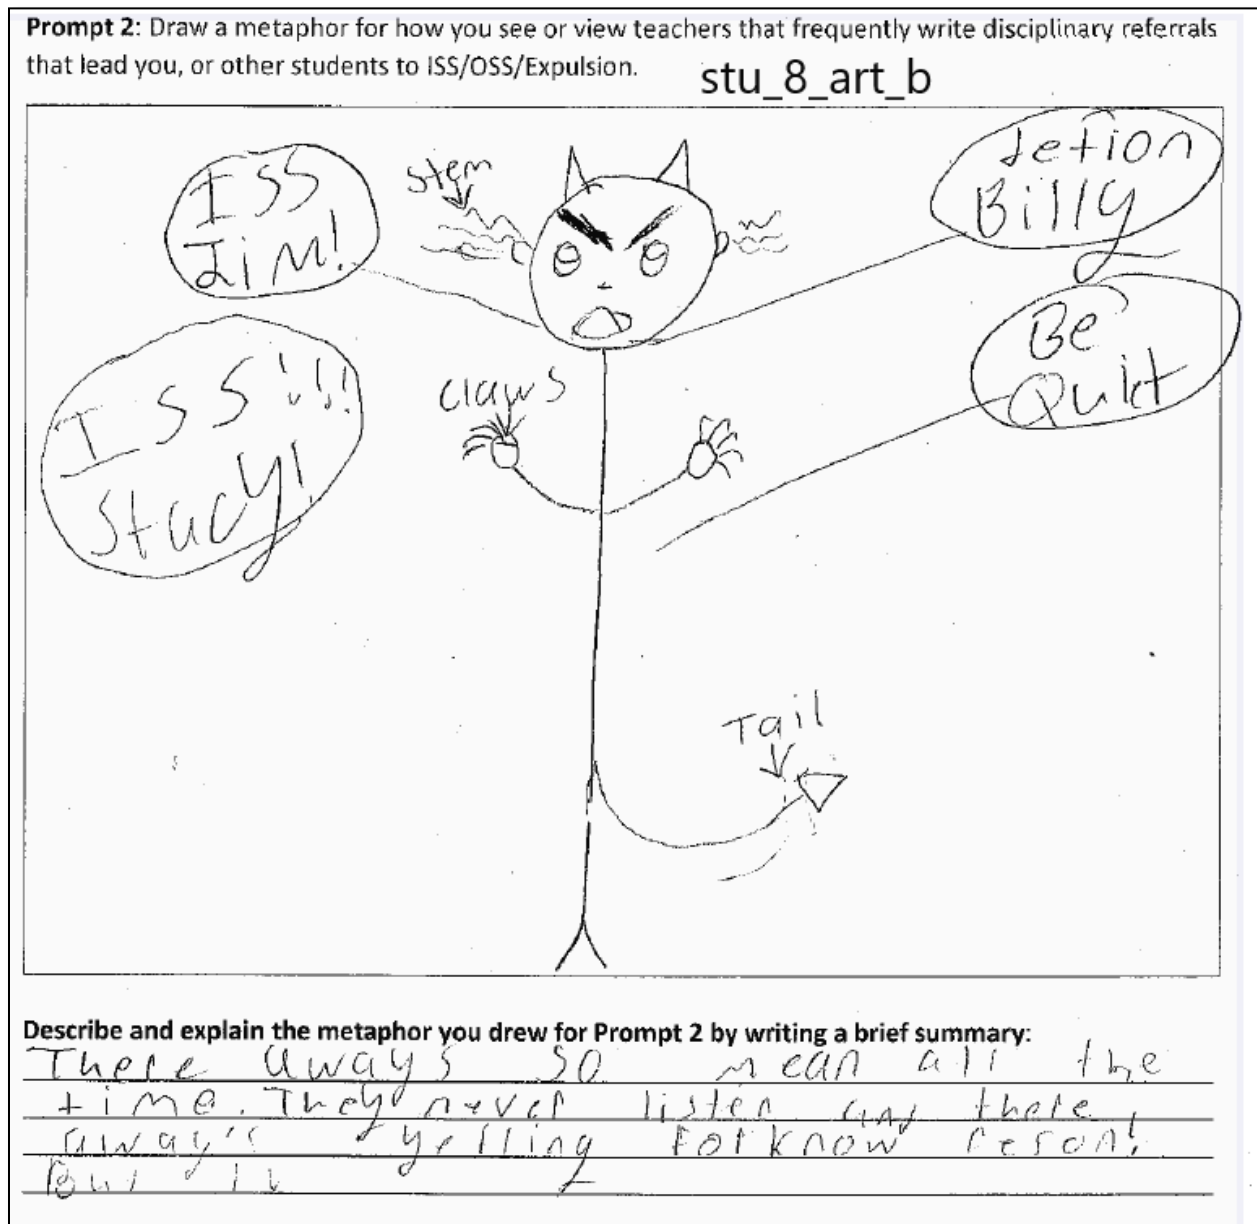 Prompt 2: Draw a metaphor for how you see or view teachers that frequently write disciplinary referrals
that lead you, or other students to ISS/OSS/Expulsion.
stu_8_art_b
ISS
Jim!
stem
detion
Billy
Be
Quiet
ISS!!!
Stacy!
claws
Tail
Describe and explain the metaphor you drew for Prompt 2 by writing a brief summary:
There aways so mean all the
time. They never listen and there
away's yelling for know reson!